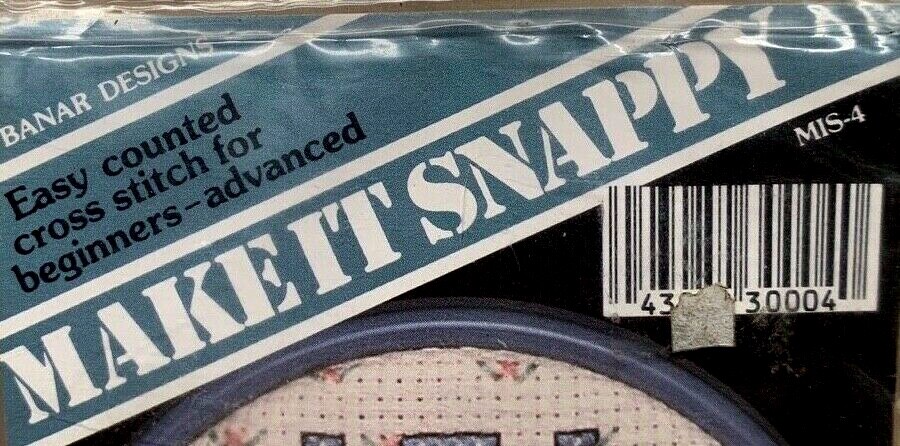 BANAR DESIGNS
Easy counted
cross stitch for
beginners–advanced
MAKE IT SNAPPY
MIS-4
43 30004